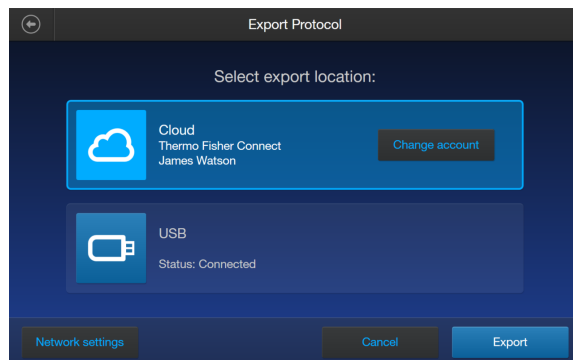 Export Protocol
Select export location:
Cloud
Thermo Fisher Connect
James Watson
Change account
USB
Status: Connected
Network settings
Cancel
Export